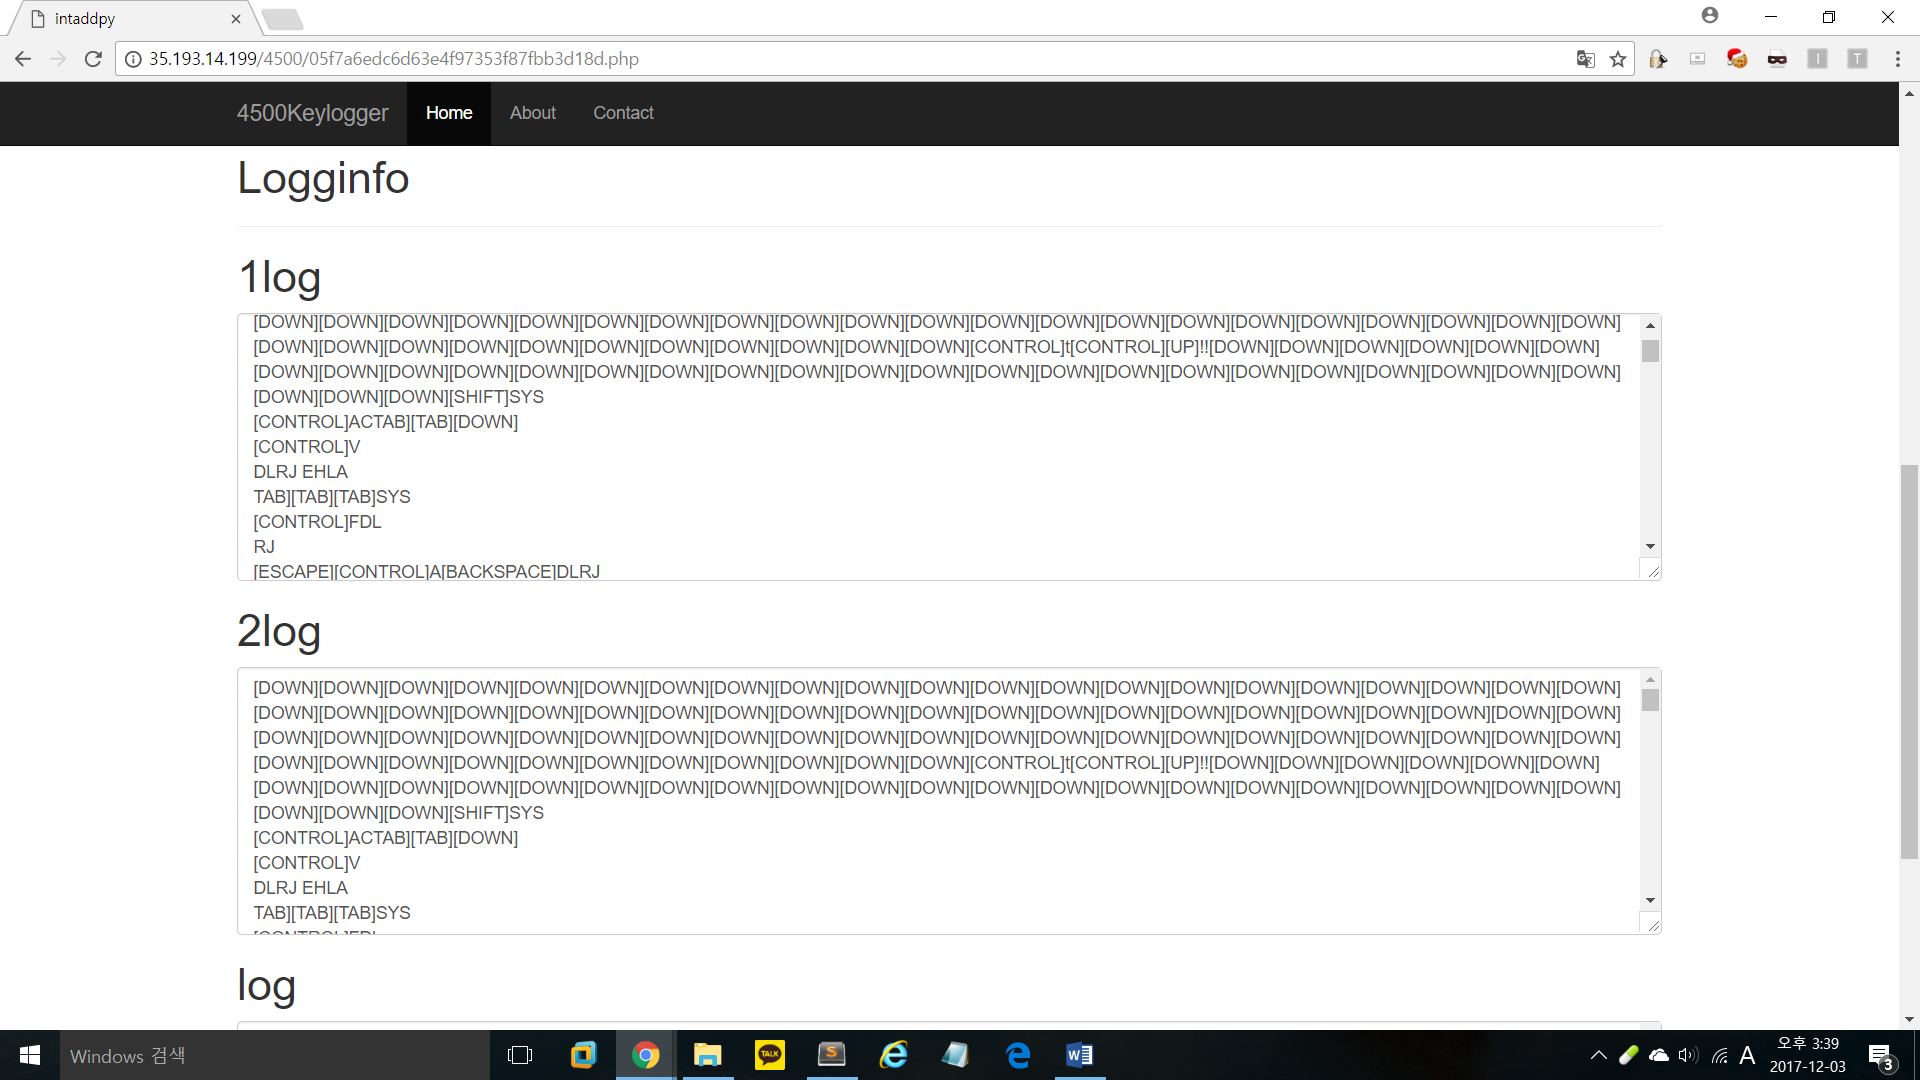 intaddpy
35.193.14.199/4500/05f7a6edc6d63e4f97353f87fbb3d18d.php
4500Keylogger Home About Contact
Logginfo
1log
[DOWN][DOWN][DOWN][DOWN][DOWN][DOWN][DOWN][DOWN][DOWN][DOWN][DOWN][DOWN][DOWN][DOWN][DOWN][DOWN][DOWN][DOWN][DOWN][DOWN][DOWN]
[DOWN][DOWN][DOWN][DOWN][DOWN][DOWN][DOWN][DOWN][DOWN][DOWN][DOWN][CONTROL]t[CONTROL][UP]!![DOWN][DOWN][DOWN][DOWN][DOWN][DOWN]
[DOWN][DOWN][DOWN][DOWN][DOWN][DOWN][DOWN][DOWN][DOWN][DOWN][DOWN][DOWN][DOWN][DOWN][DOWN][DOWN][DOWN][DOWN][DOWN][DOWN][DOWN]
[DOWN][DOWN][DOWN][SHIFT]SYS
[CONTROL]ACTAB][TAB][DOWN]
[CONTROL]V
DLRJ EHLA
TAB][TAB][TAB]SYS
[CONTROL]FDL
RJ
[ESCAPE][CONTROL]A[BACKSPACE]DLRJ
2log
[DOWN][DOWN][DOWN][DOWN][DOWN][DOWN][DOWN][DOWN][DOWN][DOWN][DOWN][DOWN][DOWN][DOWN][DOWN][DOWN][DOWN][DOWN][DOWN][DOWN][DOWN]
[DOWN][DOWN][DOWN][DOWN][DOWN][DOWN][DOWN][DOWN][DOWN][DOWN][DOWN][DOWN][DOWN][DOWN][DOWN][DOWN][DOWN][DOWN][DOWN][DOWN][DOWN]
[DOWN][DOWN][DOWN][DOWN][DOWN][DOWN][DOWN][DOWN][DOWN][DOWN][DOWN][DOWN][DOWN][DOWN][DOWN][DOWN][DOWN][DOWN][DOWN][DOWN][DOWN]
[DOWN][DOWN][DOWN][DOWN][DOWN][DOWN][DOWN][DOWN][DOWN][DOWN][DOWN][CONTROL]t[CONTROL][UP]!![DOWN][DOWN][DOWN][DOWN][DOWN][DOWN]
[DOWN][DOWN][DOWN][DOWN][DOWN][DOWN][DOWN][DOWN][DOWN][DOWN][DOWN][DOWN][DOWN][DOWN][DOWN][DOWN][DOWN][DOWN][DOWN][DOWN][DOWN]
[DOWN][DOWN][DOWN][SHIFT]SYS
[CONTROL]ACTAB][TAB][DOWN]
[CONTROL]V
DLRJ EHLA
TAB][TAB][TAB]SYS
[CONTROL]FDL
log
Windows 검색
TALK
A
오후 3:39
2017-12-03
3